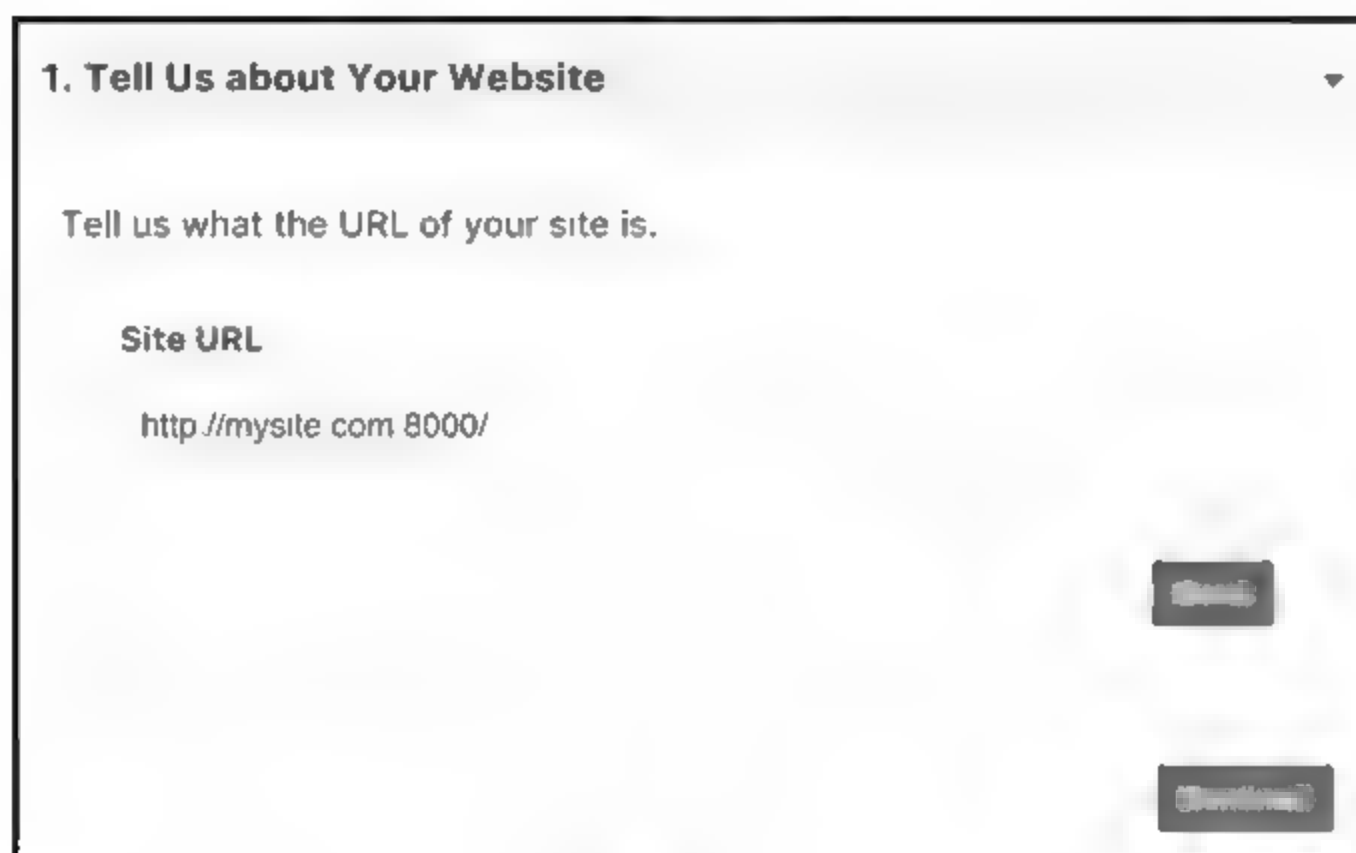 1. Tell Us about Your Website
Tell us what the URL of your site is.
Site URL
http://mysite.com:8000/